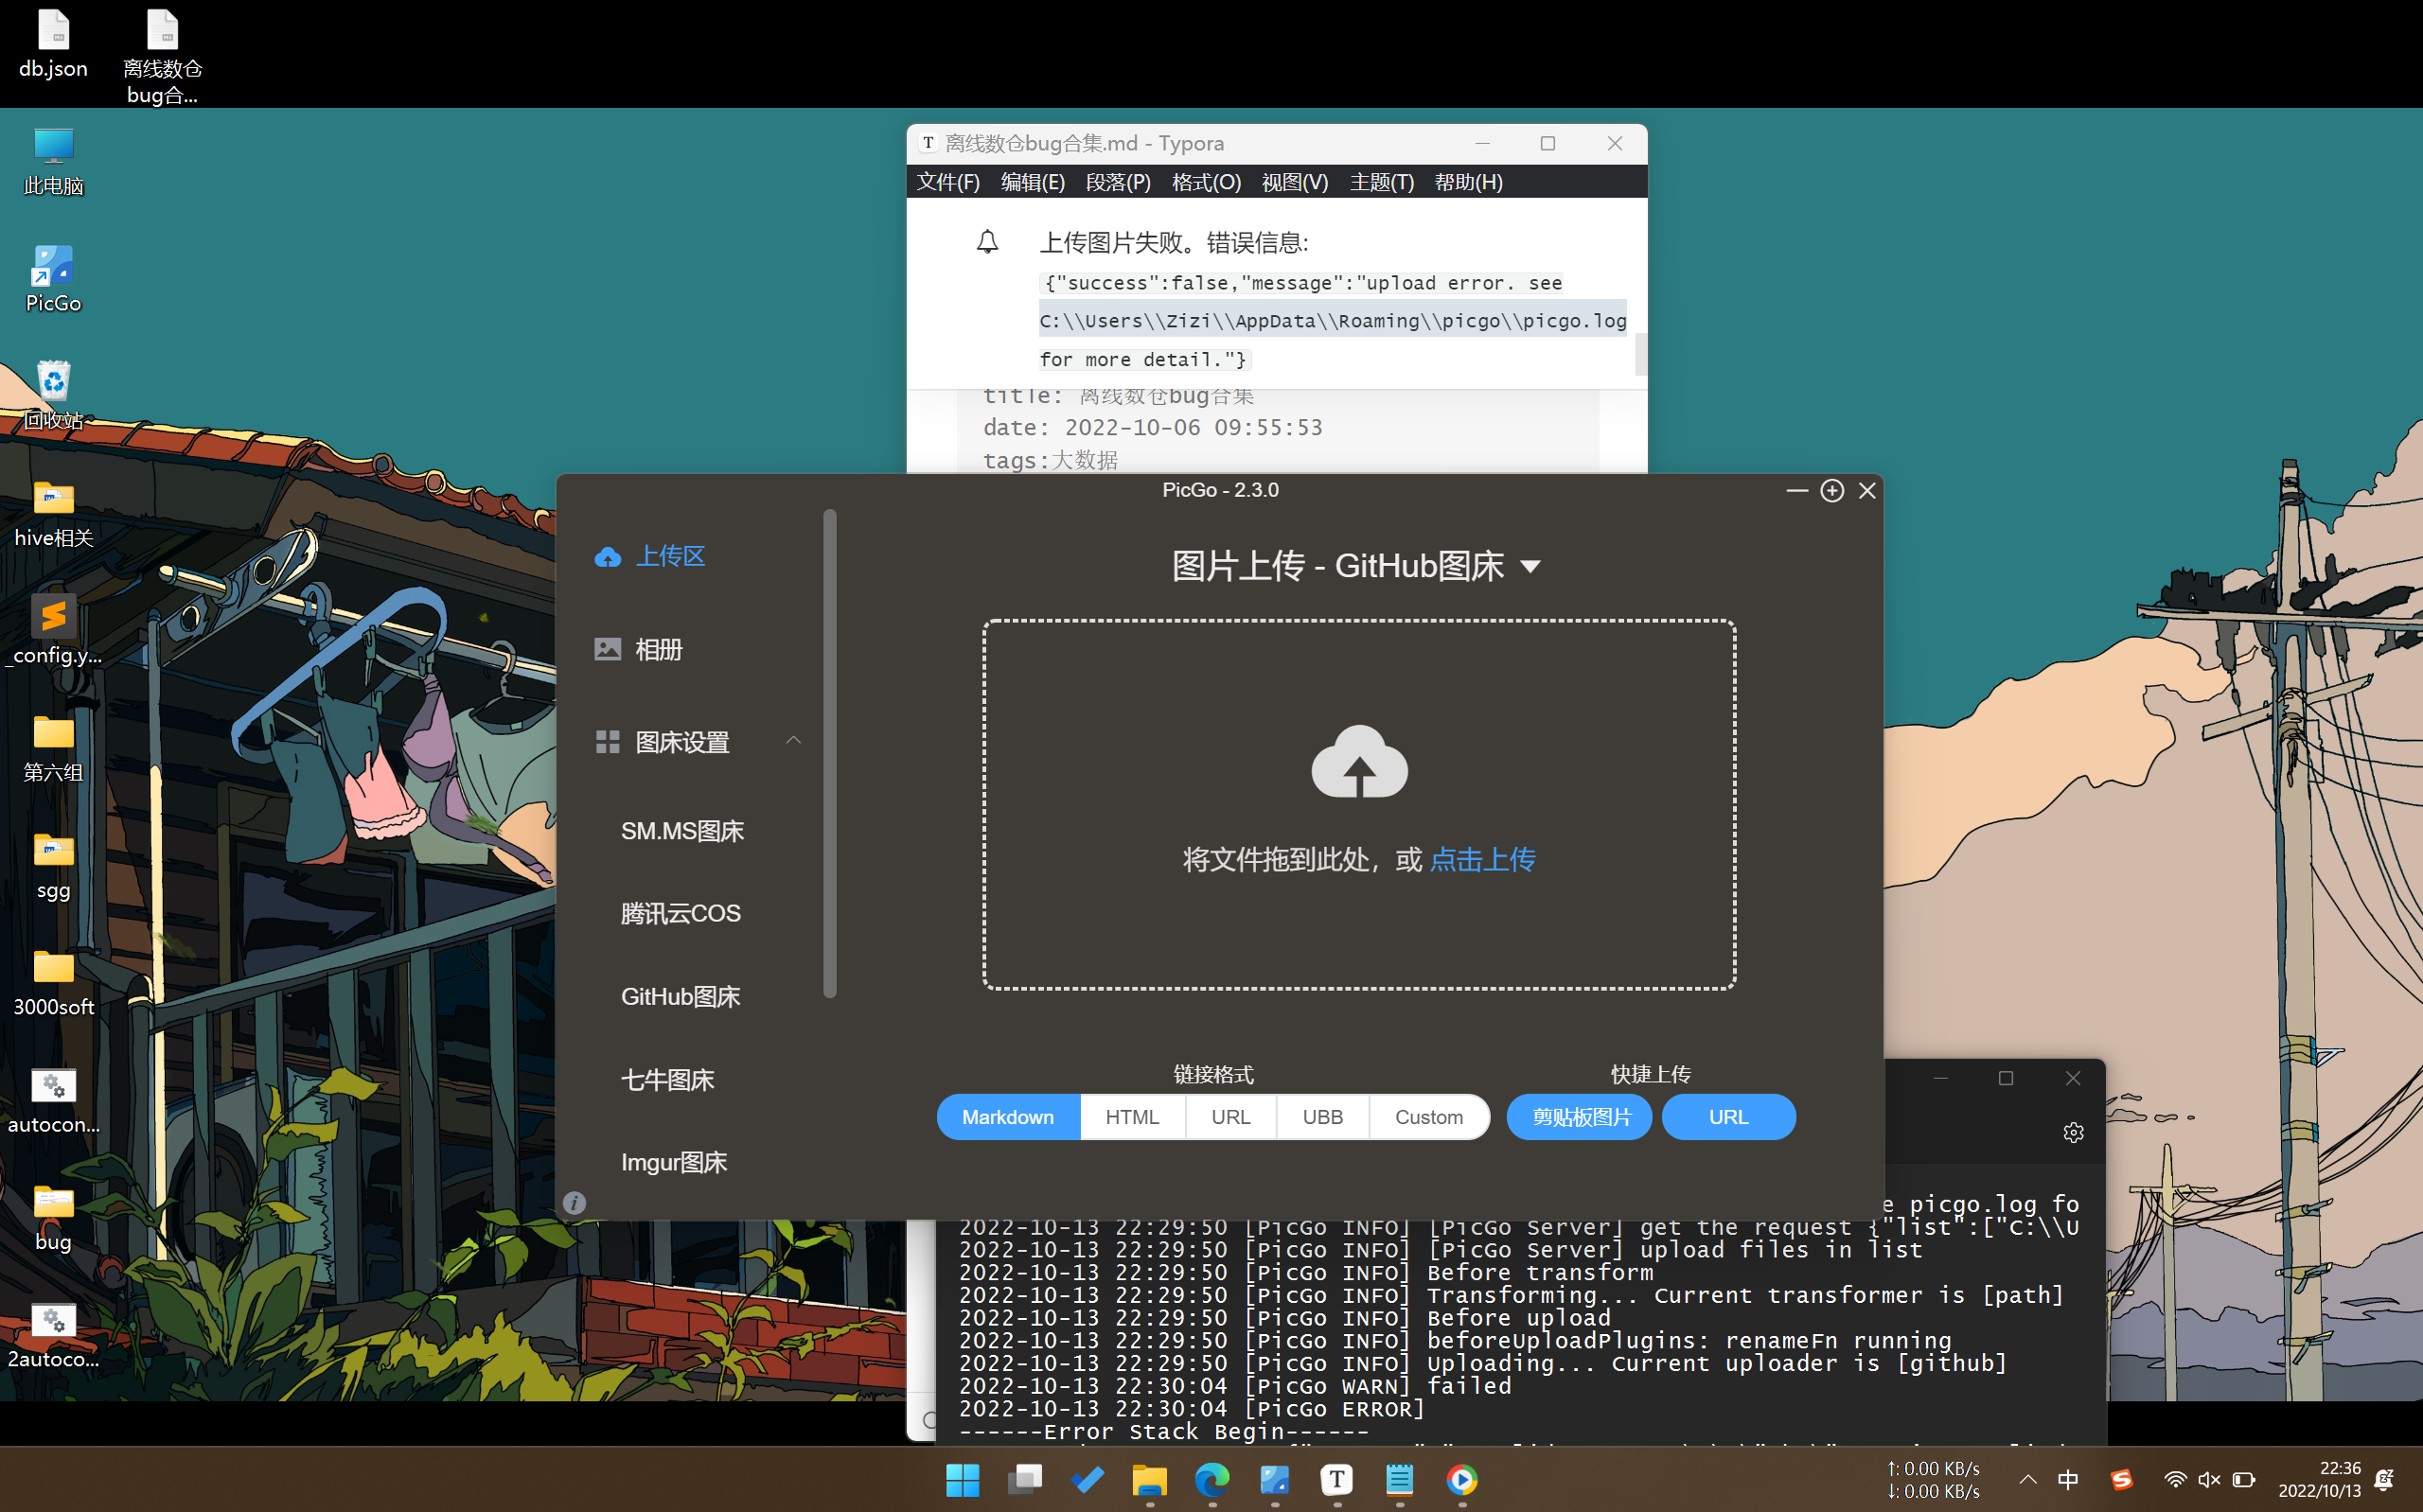 db.json
离线数仓
bug合...
此电脑
PicGo
回收站
hive相关
_config.y...
第六组
sgg
3000soft
autocon...
bug
2autoco...
T 离线数仓bug合集.md - Typora
文件(F) 编辑(E) 段落(P) 格式(O) 视图(V) 主题(T) 帮助(H)
上传图片失败。错误信息:
{"success":false,"message":"upload error. see
C:\\Users\\Zizi\\AppData\\Roaming\\picgo\\picgo.log
for more detail."}
title: 离线数仓bug合集
date: 2022-10-06 09:55:53
tags:大数据
PicGo - 2.3.0
上传区
相册
图床设置
SM.MS图床
腾讯云COS
GitHub图床
七牛图床
Imgur图床
图片上传 - GitHub图床
将文件拖到此处，或 点击上传
链接格式
快捷上传
Markdown HTML URL UBB Custom 剪贴板图片 URL
e picgo.log fo
2022-10-13 22:29:50 [PicGo INFO] [PicGo Server] get the request {"list":["C:\\U
2022-10-13 22:29:50 [PicGo INFO] [PicGo Server] upload files in list
2022-10-13 22:29:50 [PicGo INFO] Before transform
2022-10-13 22:29:50 [PicGo INFO] Transforming... Current transformer is [path]
2022-10-13 22:29:50 [PicGo INFO] Before upload
2022-10-13 22:29:50 [PicGo INFO] beforeUploadPlugins: renameFn running
2022-10-13 22:29:50 [PicGo INFO] Uploading... Current uploader is [github]
2022-10-13 22:30:04 [PicGo WARN] failed
2022-10-13 22:30:04 [PicGo ERROR]
------Error Stack Begin------
↑: 0.00 KB/s
↓: 0.00 KB/s
中
22:36
2022/10/13